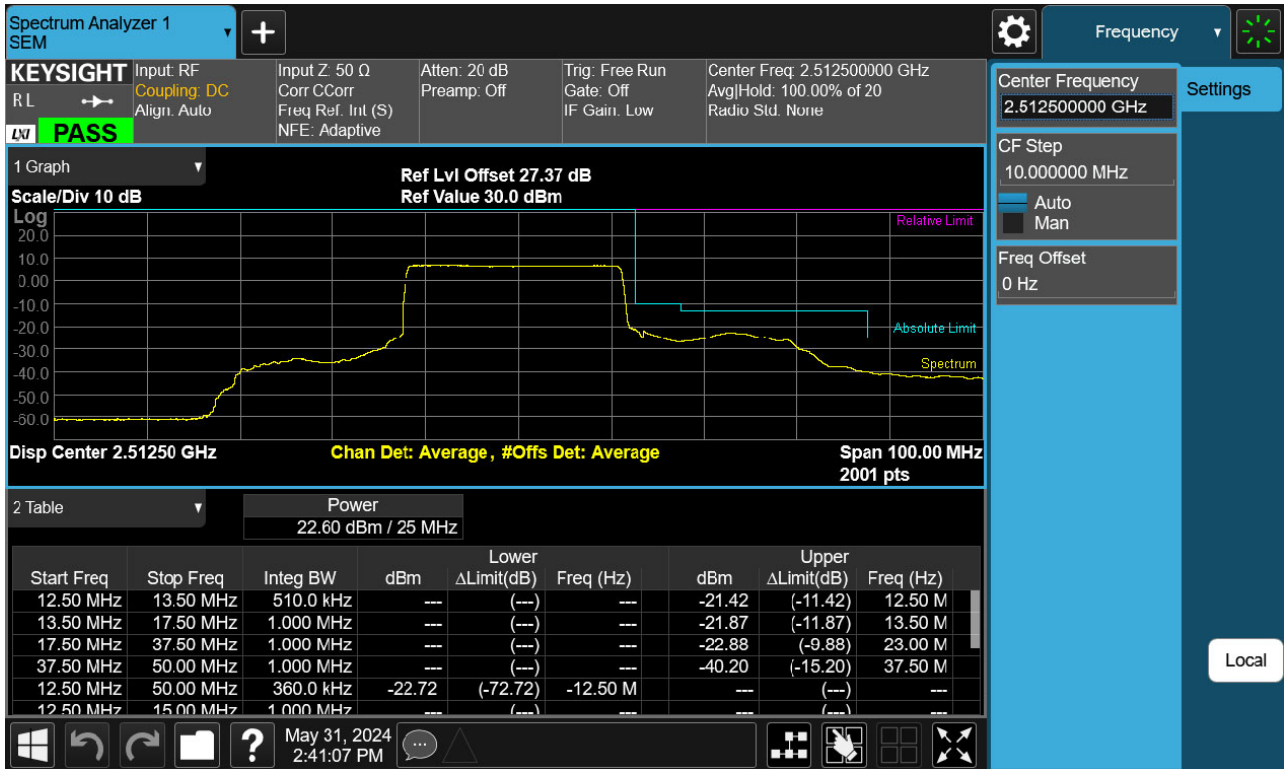 Spectrum Analyzer 1
SEM
+
Frequency
KEYSIGHT
R L
LXI
PASS
Input: RF
Coupling: DC
Align: Auto
Input Z: 50 Ω
Corr CCorr
Freq Ref: Int (S)
NFE: Adaptive
Atten: 20 dB
Preamp: Off
Trig: Free Run
Gate: Off
IF Gain: Low
Center Freq: 2.512500000 GHz
Avg|Hold: 100.00% of 20
Radio Std: None
Center Frequency
2.512500000 GHz
Settings
CF Step
10.000000 MHz
Auto
Man
Freq Offset
0 Hz
1 Graph
Ref Lvl Offset 27.37 dB
Scale/Div 10 dB
Ref Value 30.0 dBm
Log
Relative Limit
20.0
10.0
0.00
-10.0
-20.0
Absolute Limit
-30.0
Spectrum
-40.0
-50.0
-60.0
Disp Center 2.51250 GHz
Chan Det: Average, #Offs Det: Average
Span 100.00 MHz
2001 pts
2 Table
Power
22.60 dBm / 25 MHz
Lower Upper
Start Freq Stop Freq Integ BW dBm ΔLimit(dB) Freq (Hz) dBm ΔLimit(dB) Freq (Hz)
12.50 MHz 13.50 MHz 510.0 kHz --- (---) --- -21.42 (-11.42) 12.50 M
13.50 MHz 17.50 MHz 1.000 MHz --- (---) --- -21.87 (-11.87) 13.50 M
17.50 MHz 37.50 MHz 1.000 MHz --- (---) --- -22.88 (-9.88) 23.00 M
37.50 MHz 50.00 MHz 1.000 MHz --- (---) --- -40.20 (-15.20) 37.50 M
12.50 MHz 50.00 MHz 360.0 kHz -22.72 (-72.72) -12.50 M --- (---) ---
12.50 MHz 15.00 MHz 1.000 MHz --- (---) --- --- (---) ---
Local
?
May 31, 2024
2:41:07 PM